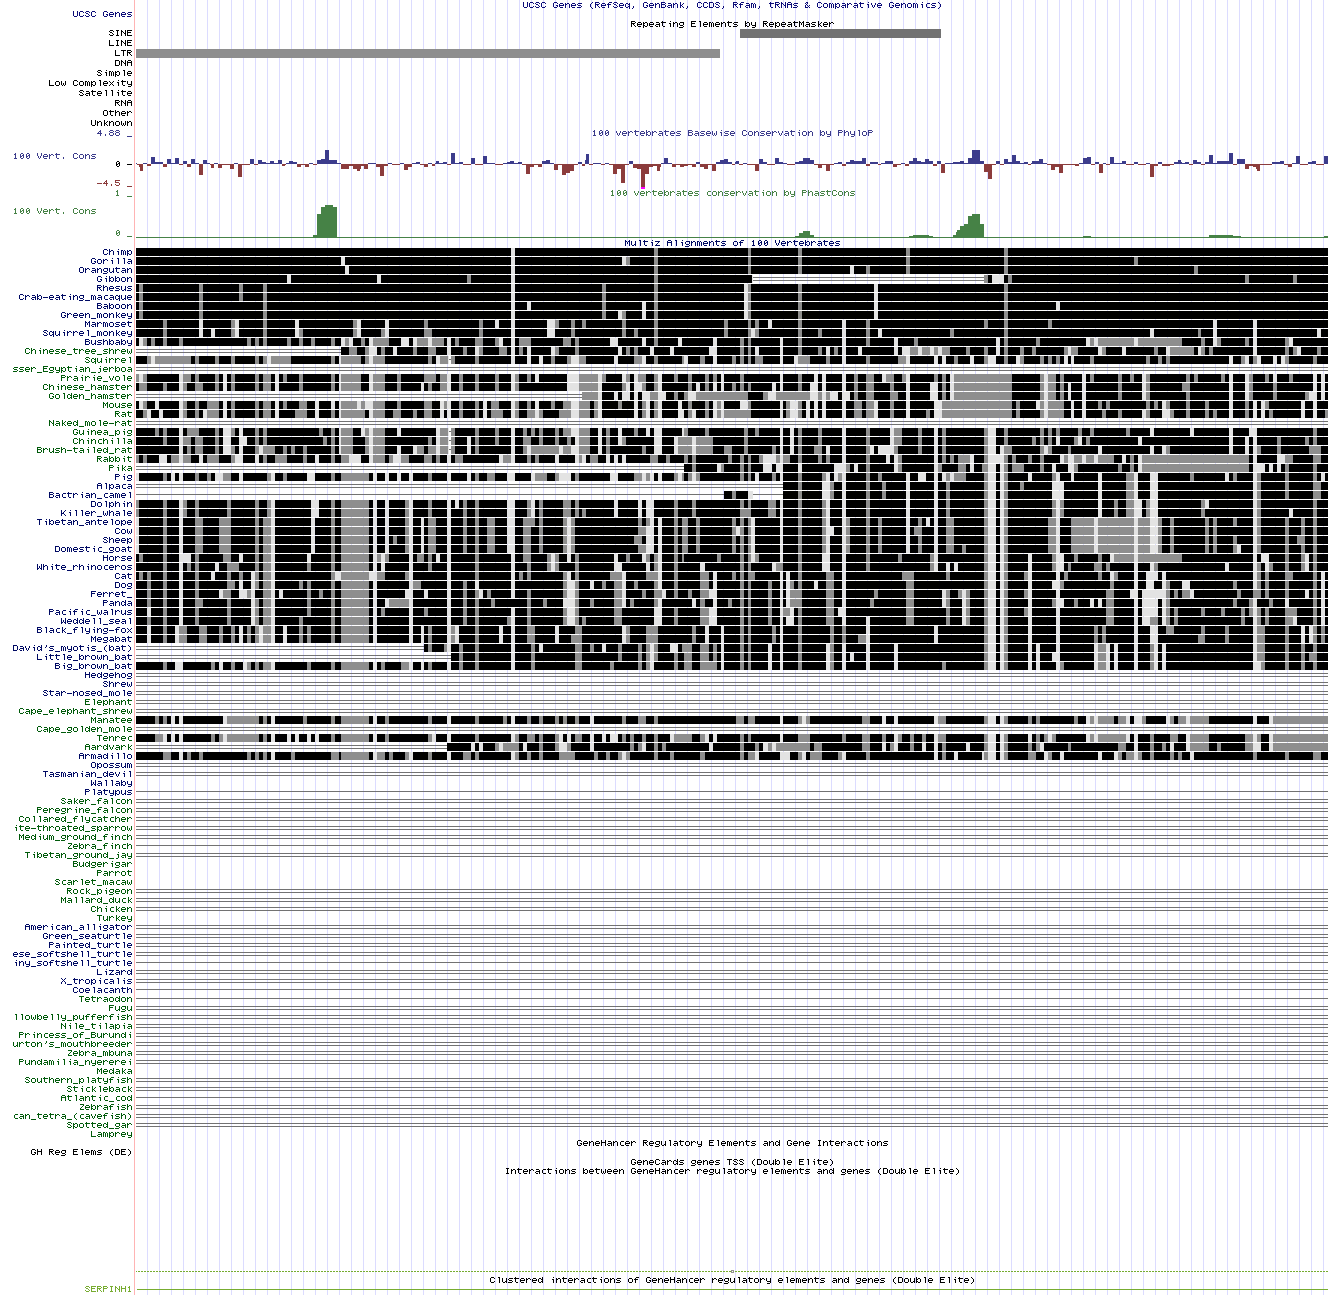 UCSC Genes (RefSeq, GenBank, CCDS, Rfam, tRNAs & Comparative Genomics)
UCSC Genes
Repeating Elements by RepeatMasker
SINE
LINE
LTR
DNA
Simple
Low Complexity
Satellite
RNA
Other
Unknown
4.88 _
100 vertebrates Basewise Conservation by PhyloP
100 Vert. Cons
0 _
-4.5 _
1 _
100 vertebrates conservation by PhastCons
100 Vert. Cons
0 _
Multiz Alignments of 100 Vertebrates
Chimp
Gorilla
Orangutan
Gibbon
Rhesus
Crab-eating_macaque
Baboon
Green_monkey
Marmoset
Squirrel_monkey
Bushbaby
Chinese_tree_shrew
Squirrel
sser_Egyptian_jerboa
Prairie_vole
Chinese_hamster
Golden_hamster
Mouse
Rat
Naked_mole-rat
Guinea_pig
Chinchilla
Brush-tailed_rat
Rabbit
Pika
Pig
Alpaca
Bactrian_camel
Dolphin
Killer_whale
Tibetan_antelope
Cow
Sheep
Domestic_goat
Horse
White_rhinoceros
Cat
Dog
Ferret_
Panda
Pacific_walrus
Weddell_seal
Black_flying-fox
Megabat
David's_myotis_(bat)
Little_brown_bat
Big_brown_bat
Hedgehog
Shrew
Star-nosed_mole
Elephant
Cape_elephant_shrew
Manatee
Cape_golden_mole
Tenrec
Aardvark
Armadillo
Opossum
Tasmanian_devil
Wallaby
Platypus
Saker_falcon
Peregrine_falcon
Collared_flycatcher
ite-throated_sparrow
Medium_ground_finch
Zebra_finch
Tibetan_ground_jay
Budgerigar
Parrot
Scarlet_macaw
Rock_pigeon
Mallard_duck
Chicken
Turkey
American_alligator
Green_seaturtle
Painted_turtle
ese_softshell_turtle
iny_softshell_turtle
Lizard
X_tropicalis
Coelacanth
Tetraodon
Fugu
llowbelly_pufferfish
Nile_tilapia
Princess_of_Burundi
urton's_mouthbreeder
Zebra_mbuna
Pundamilia_nyererei
Medaka
Southern_platyfish
Stickleback
Atlantic_cod
Zebrafish
can_tetra_(cavefish)
Spotted_gar
Lamprey
GeneHancer Regulatory Elements and Gene Interactions
GH Reg Elems (DE)
GeneCards genes TSS (Double Elite)
Interactions between GeneHancer regulatory elements and genes (Double Elite)
Clustered interactions of GeneHancer regulatory elements and genes (Double Elite)
SERPINH1